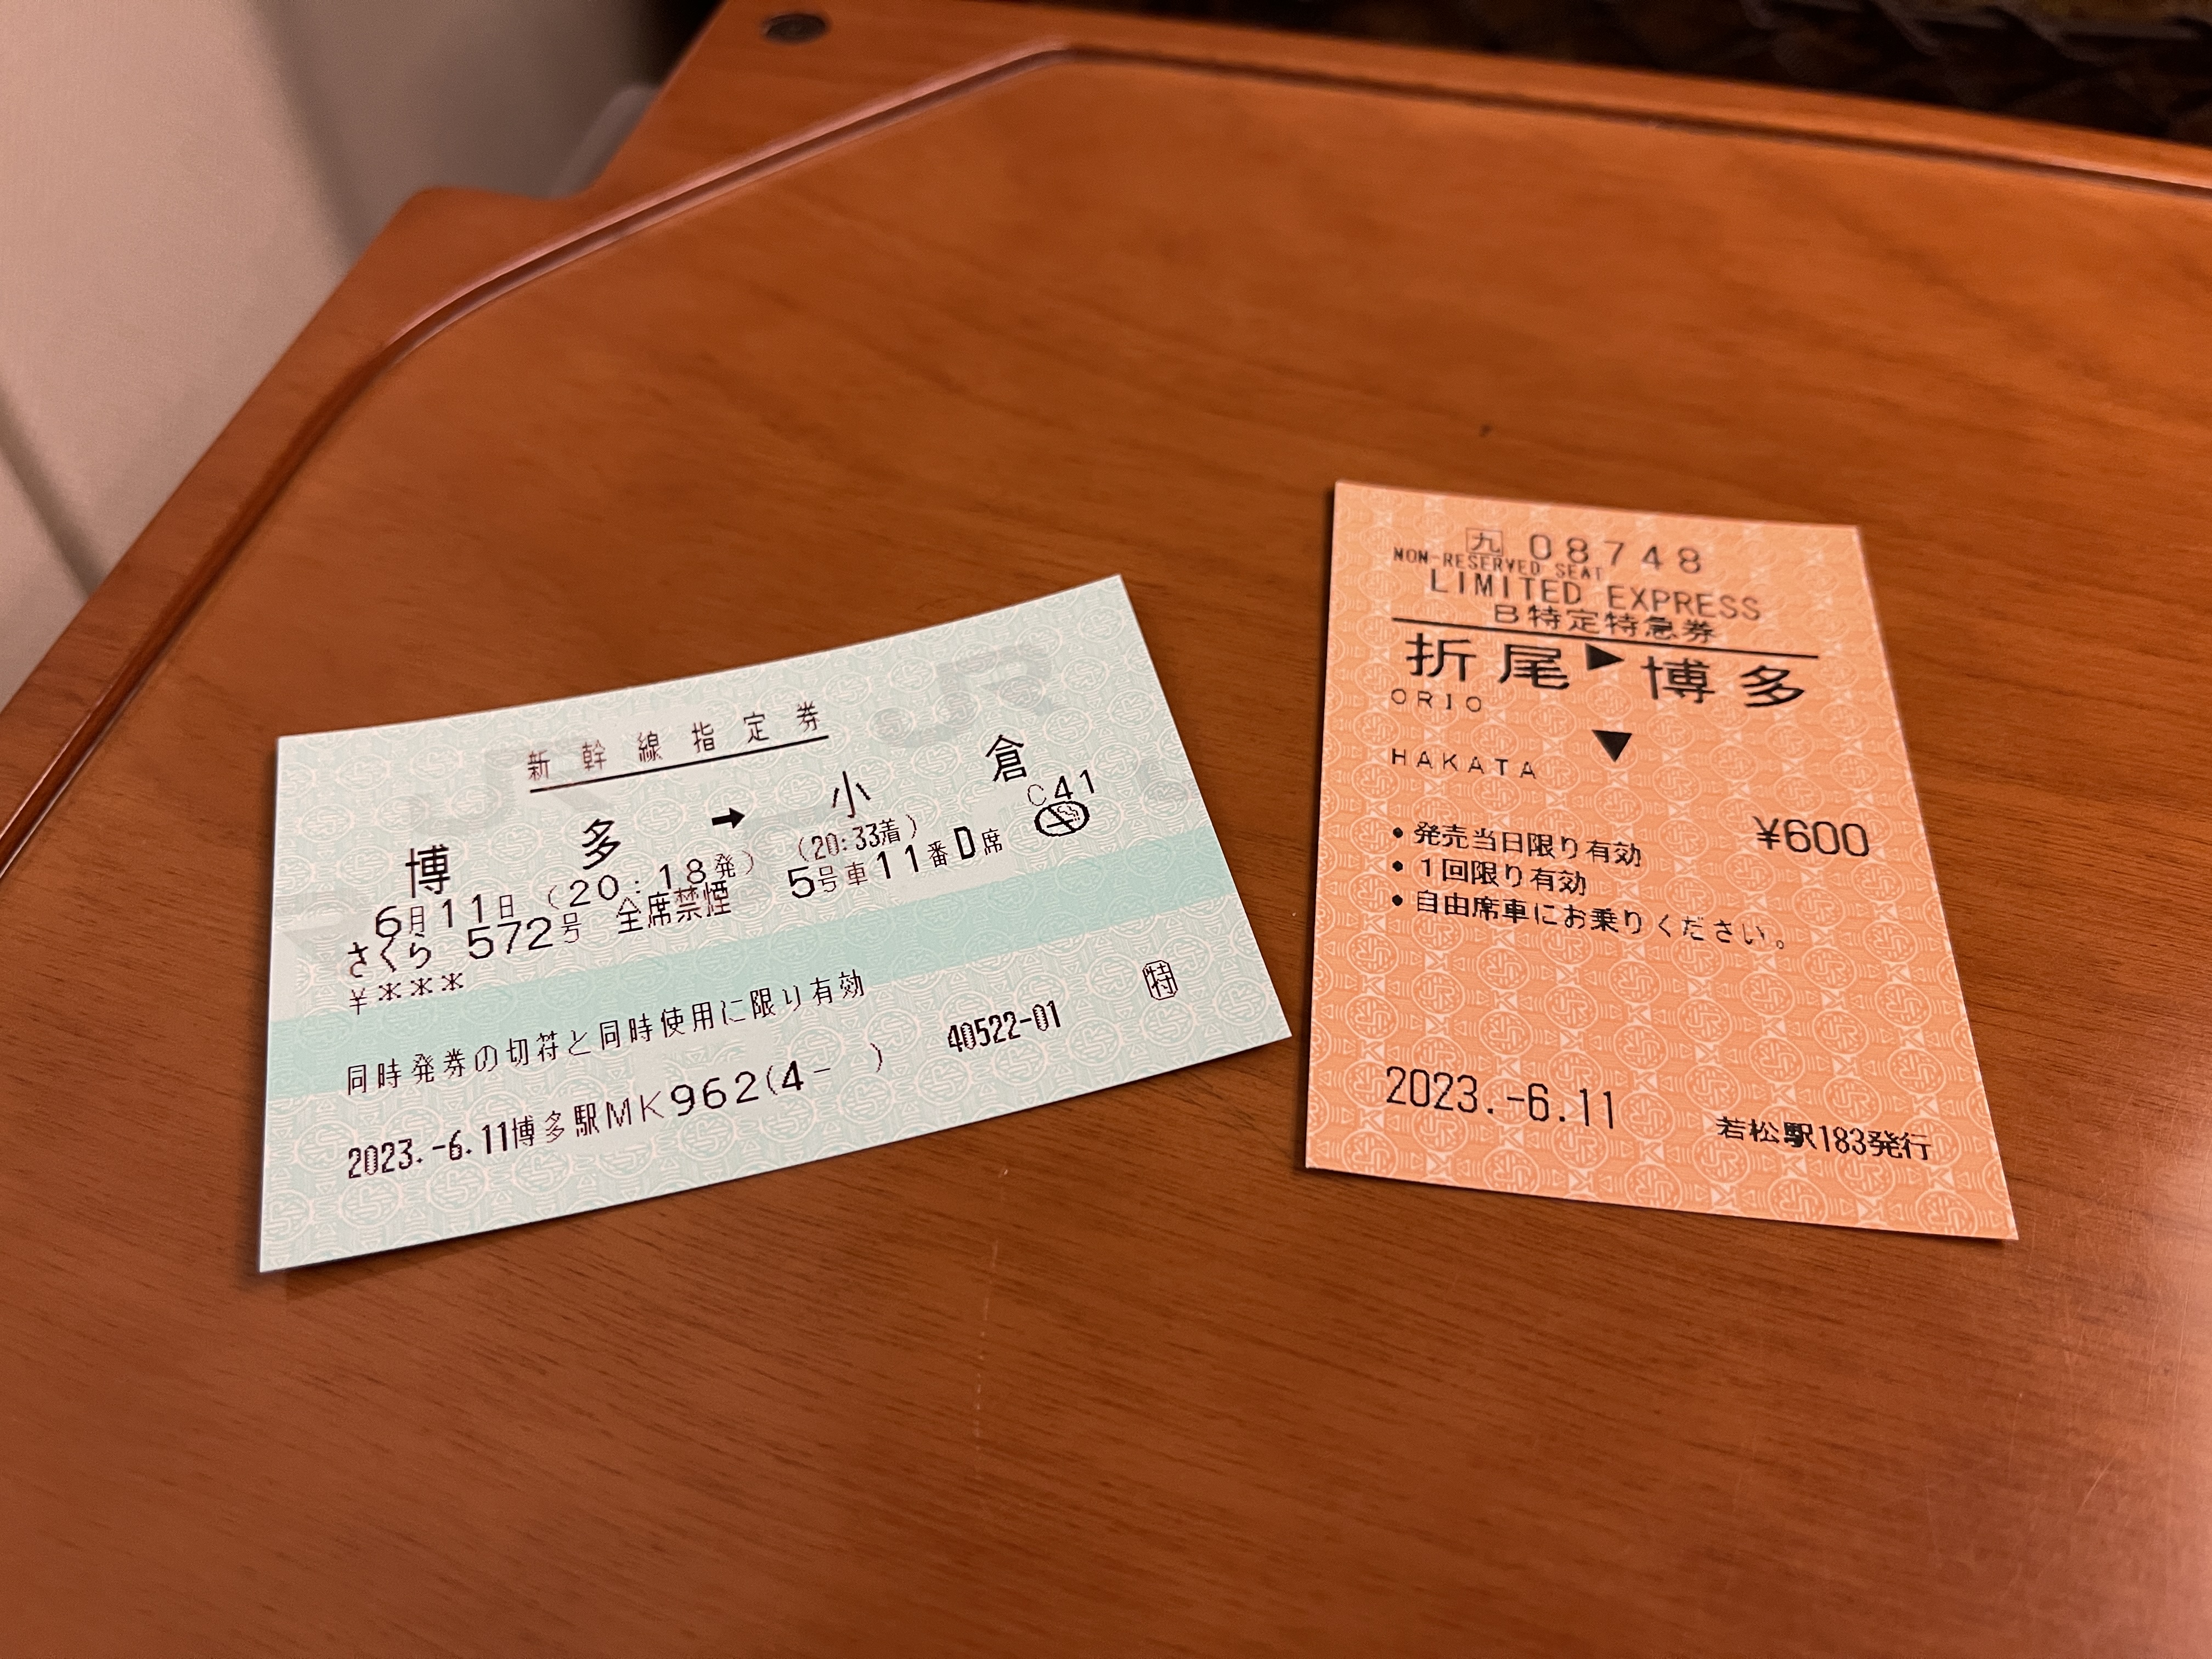 新幹線指定券
博多 → 小倉
C41
6月11日 (20:18発) (20:33着)
さくら 572号 全席禁煙 5号車11番D席
¥***
同時発券の切符と同時使用に限り有効
特
2023.-6.11博多駅MK962(4- ) 40522-01
九 08748
NON-RESERVED SEAT
LIMITED EXPRESS
B特定特急券
折尾▶博多
ORIO
▼
HAKATA
¥600
•発売当日限り有効
•1回限り有効
•自由席車にお乗りください。
2023.-6.11
若松駅183発行